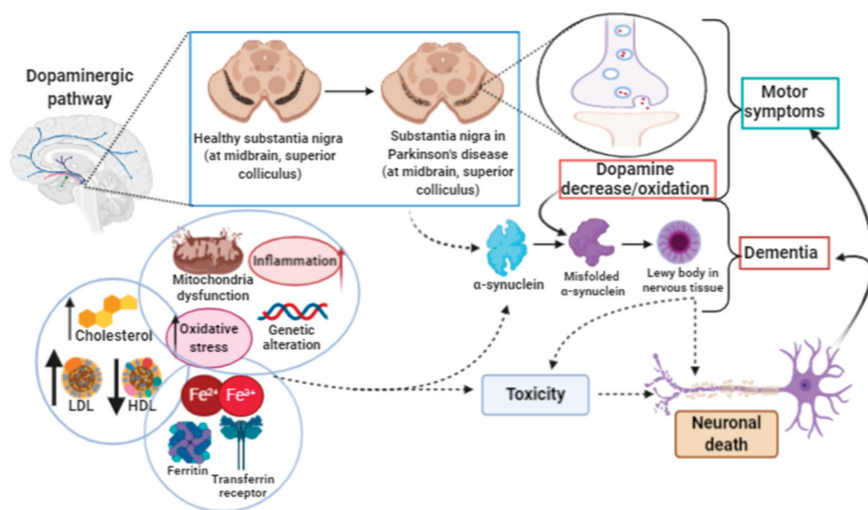 Dopaminergic
pathway
Healthy substantia nigra
(at midbrain, superior
colliculus)
Substantia nigra in
Parkinson's disease
(at midbrain, superior
colliculus)
Motor
symptoms
Dopamine
decrease/oxidation
α-synuclein
Misfolded
α-synuclein
Lewy body in
nervous tissue
Dementia
Mitochondria
dysfunction
Inflammation
Genetic
alteration
Oxidative
stress
Cholesterol
LDL
HDL
Fe²⁺
Fe³⁺
Ferritin
Transferrin
receptor
Toxicity
Neuronal
death